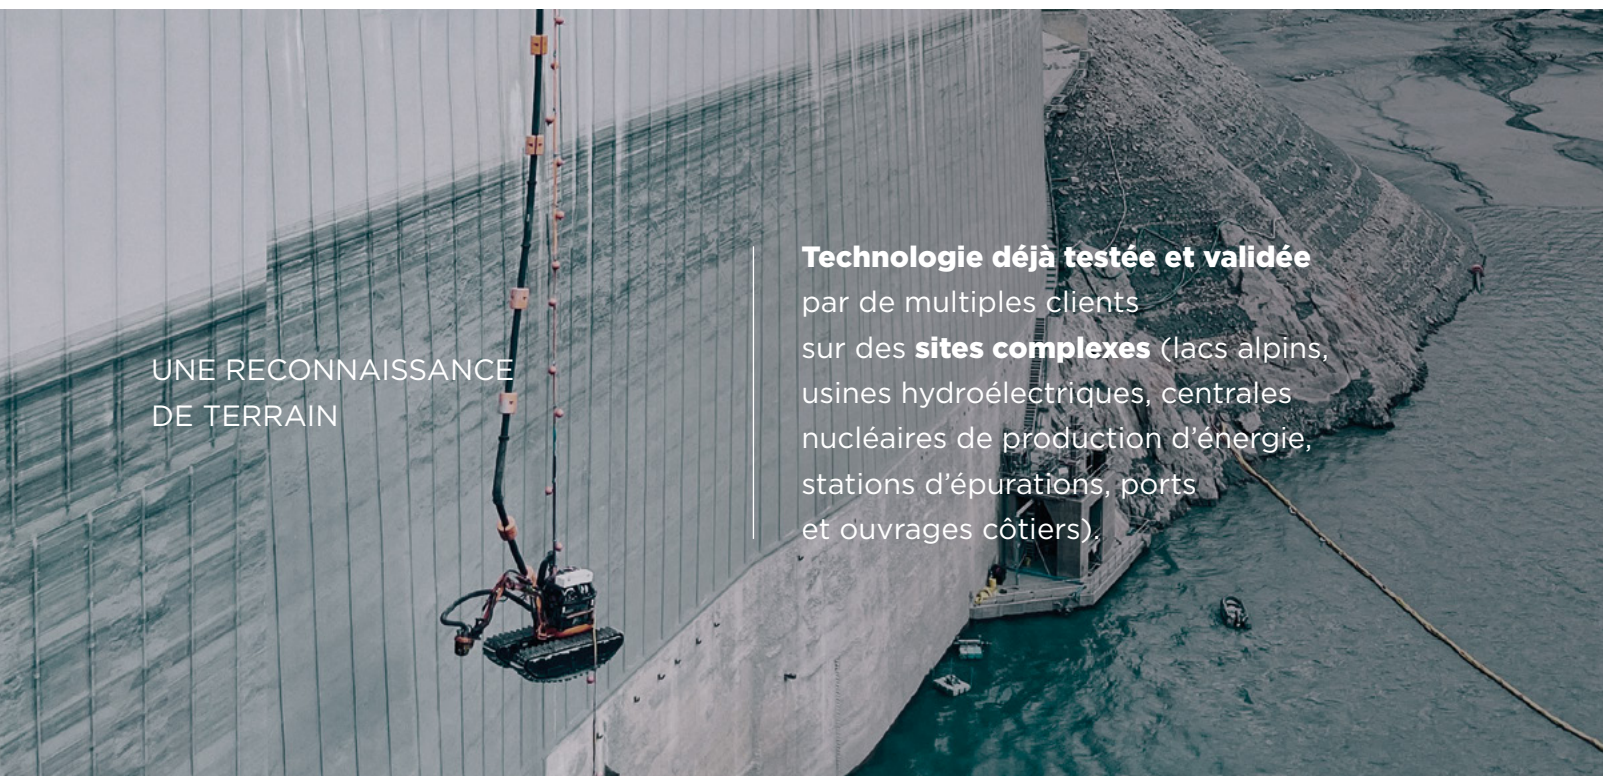 UNE RECONNAISSANCE
DE TERRAIN
Technologie déjà testée et validée
par de multiples clients
sur des sites complexes (lacs alpins,
usines hydroélectriques, centrales
nucléaires de production d’énergie,
stations d’épurations, ports
et ouvrages côtiers).